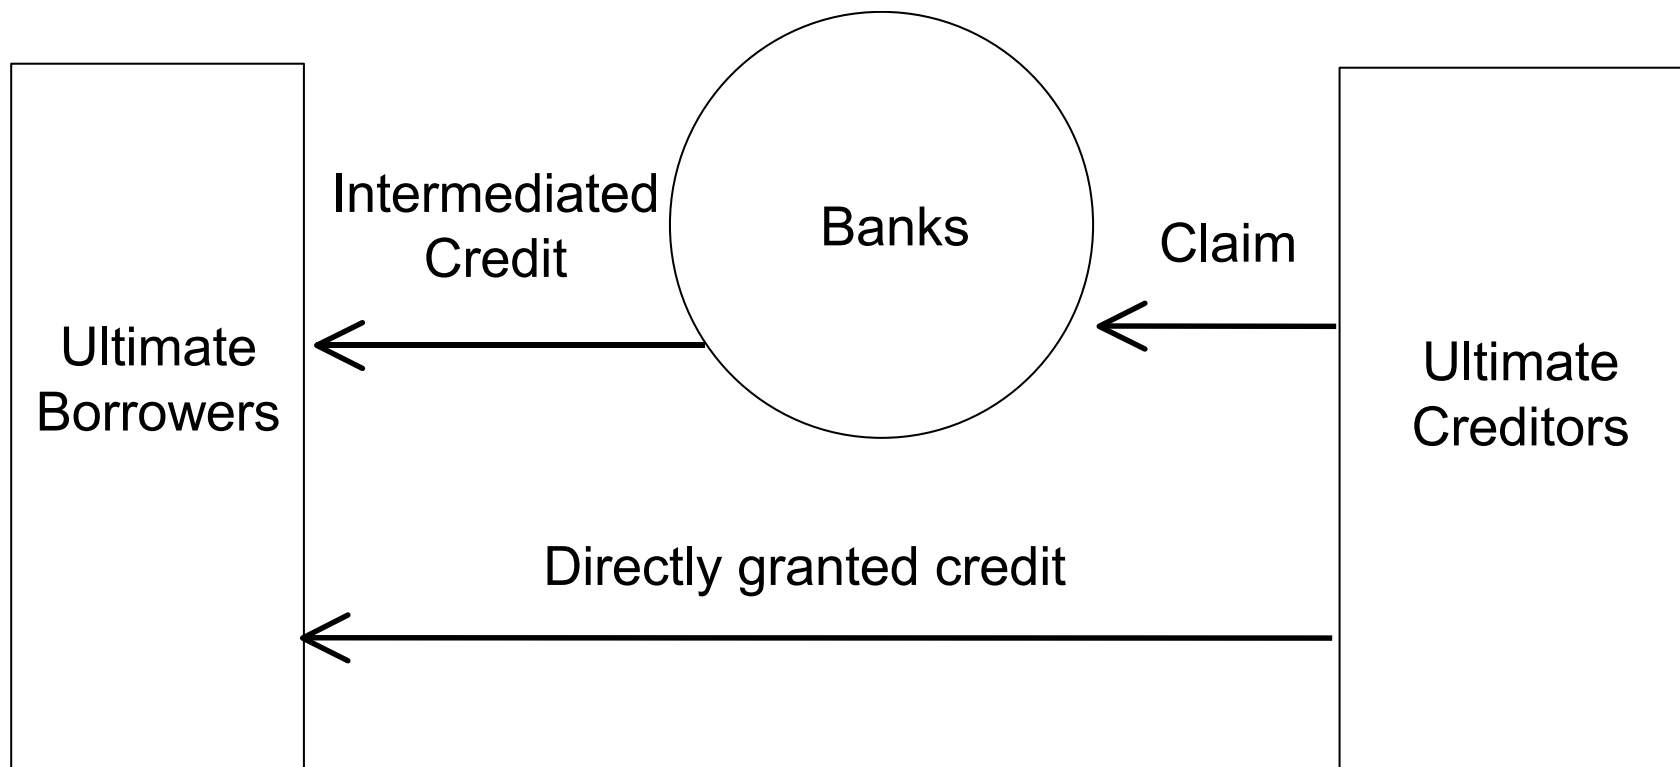 Intermediated
Credit
Banks
Claim
Ultimate
Borrowers
Ultimate
Creditors
Directly granted credit